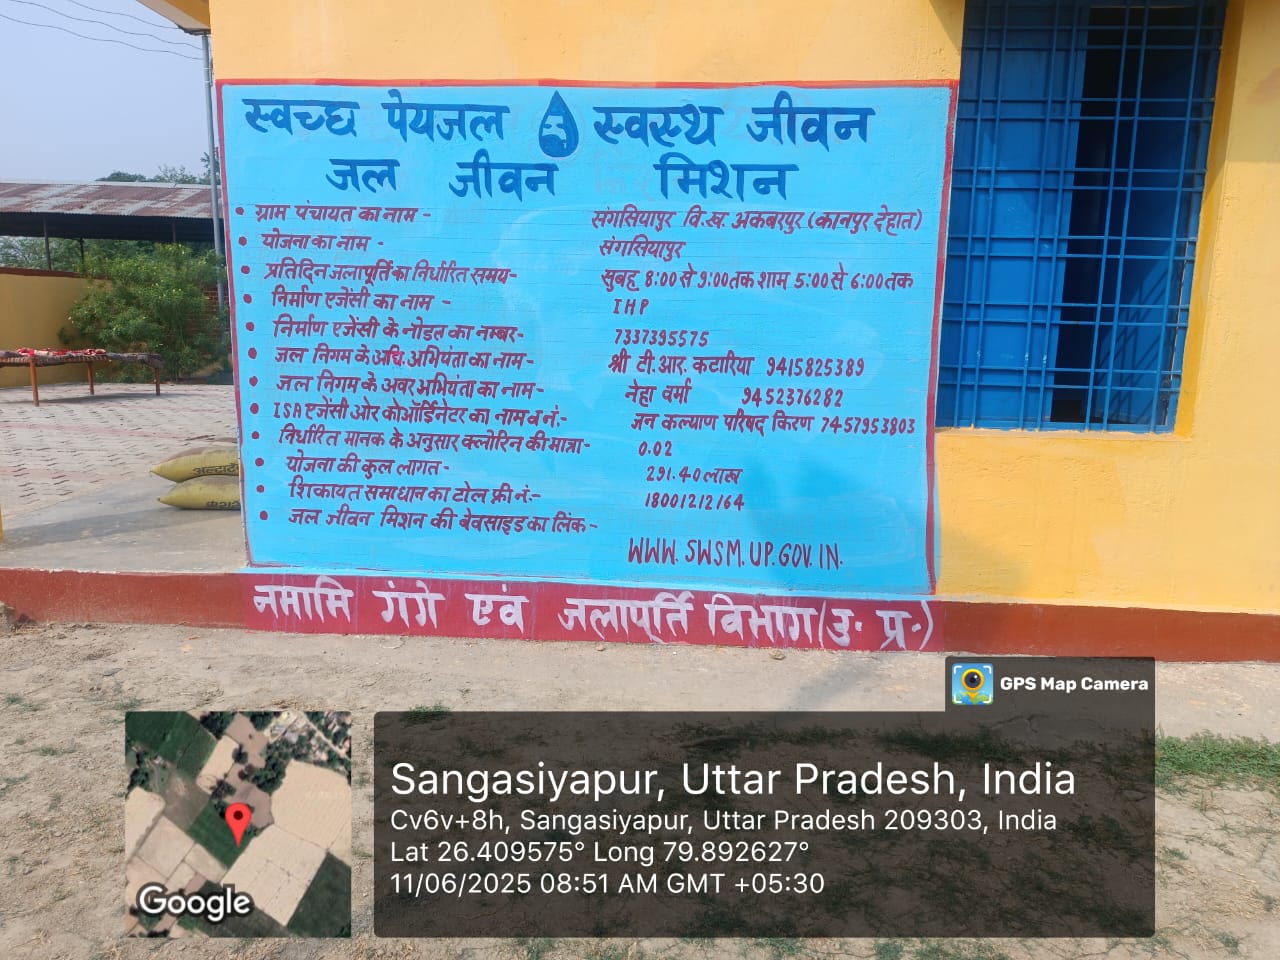 स्वच्छ पेयजल स्वस्थ जीवन
जल जीवन मिशन
• ग्राम पंचायत का नाम - संगसियापुर वि.ख. अकबरपुर (कानपुर देहात)
• योजना का नाम - संगसियापुर
• प्रतिदिन जलापूर्ति का निर्धारित समय- सुबह 8:00 से 9:00 तक शाम 5:00 से 6:00 तक
• निर्माण एजेंसी का नाम - IHP
• निर्माण एजेंसी के नोडल का नम्बर- 7337395575
• जल निगम के अधि. अभियंता का नाम- श्री टी.आर. कटारिया 9415825389
• जल निगम के अवर अभियंता का नाम- नेहा वर्मा 9452376282
• ISA एजेंसी ओर कोऑर्डिनेटर का नाम व नं:- जन कल्याण परिषद् किरण 7457953803
• निर्धारित मानक के अनुसार क्लोरिन की मात्रा- 0.02
• योजना की कुल लागत- 291.40 लाख
• शिकायत समाधान का टोल फ्री नं:- 18001212164
• जल जीवन मिशन की बेवसाइड का लिंक-
WWW.SWSM.UP.GOV.IN.
नमामि गंगे एवं जलापूर्ति विभाग (उ. प्र.)
GPS Map Camera
Sangasiyapur, Uttar Pradesh, India
Cv6v+8h, Sangasiyapur, Uttar Pradesh 209303, India
Lat 26.409575° Long 79.892627°
11/06/2025 08:51 AM GMT +05:30
Google